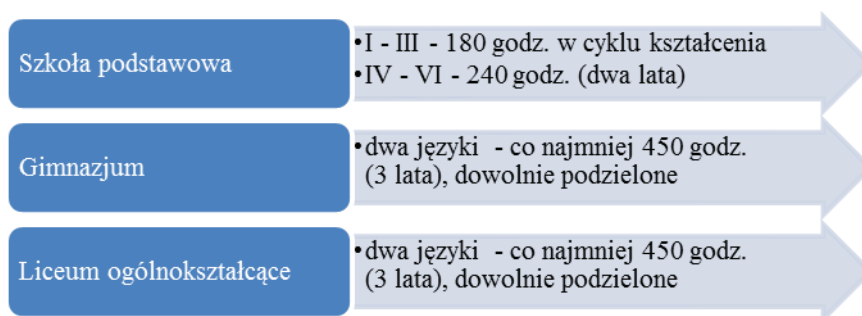 Szkoła podstawowa
•I - III - 180 godz. w cyklu kształcenia
•IV - VI - 240 godz. (dwa lata)
Gimnazjum
•dwa języki - co najmniej 450 godz.
(3 lata), dowolnie podzielone
Liceum ogólnokształcące
•dwa języki - co najmniej 450 godz.
(3 lata), dowolnie podzielone